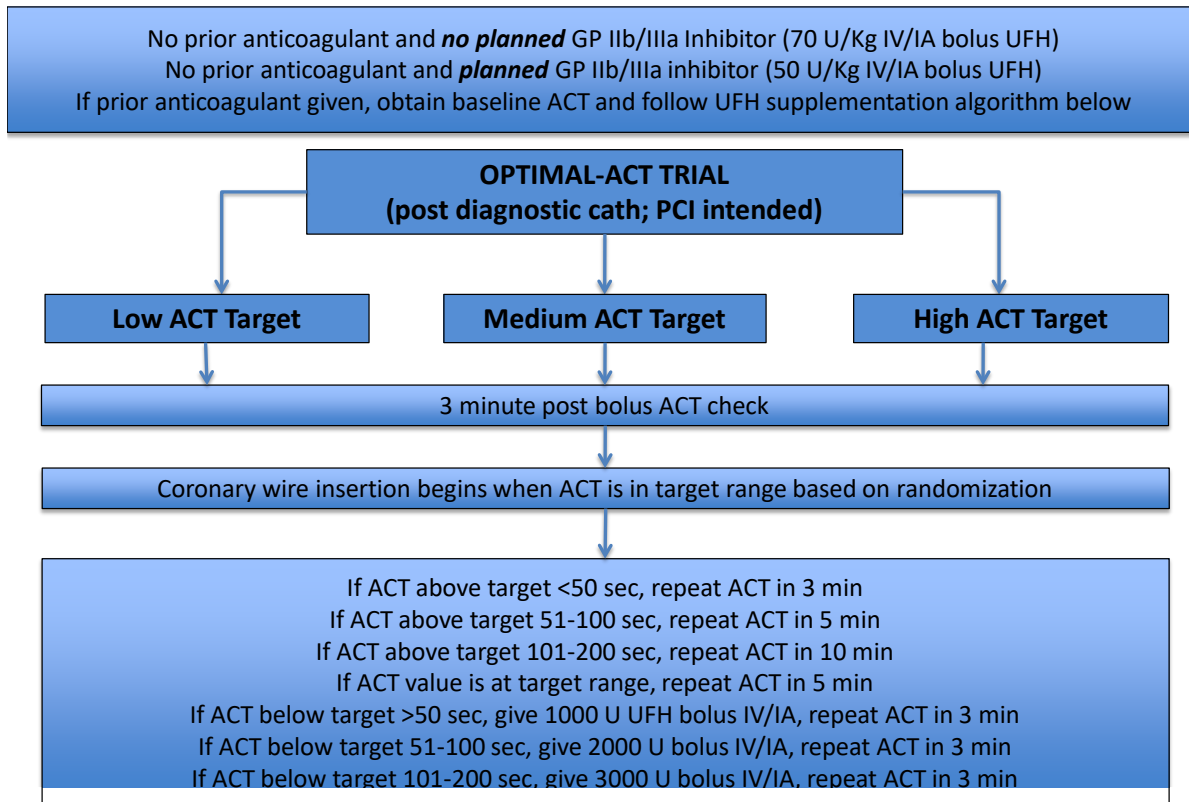 No prior anticoagulant and no planned GP IIb/IIIa Inhibitor (70 U/Kg IV/IA bolus UFH)
No prior anticoagulant and planned GP IIb/IIIa inhibitor (50 U/Kg IV/IA bolus UFH)
If prior anticoagulant given, obtain baseline ACT and follow UFH supplementation algorithm below
OPTIMAL-ACT TRIAL
(post diagnostic cath; PCI intended)
Low ACT Target
Medium ACT Target
High ACT Target
3 minute post bolus ACT check
Coronary wire insertion begins when ACT is in target range based on randomization
If ACT above target <50 sec, repeat ACT in 3 min
If ACT above target 51-100 sec, repeat ACT in 5 min
If ACT above target 101-200 sec, repeat ACT in 10 min
If ACT value is at target range, repeat ACT in 5 min
If ACT below target >50 sec, give 1000 U UFH bolus IV/IA, repeat ACT in 3 min
If ACT below target 51-100 sec, give 2000 U bolus IV/IA, repeat ACT in 3 min
If ACT below target 101-200 sec, give 3000 U bolus IV/IA, repeat ACT in 3 min